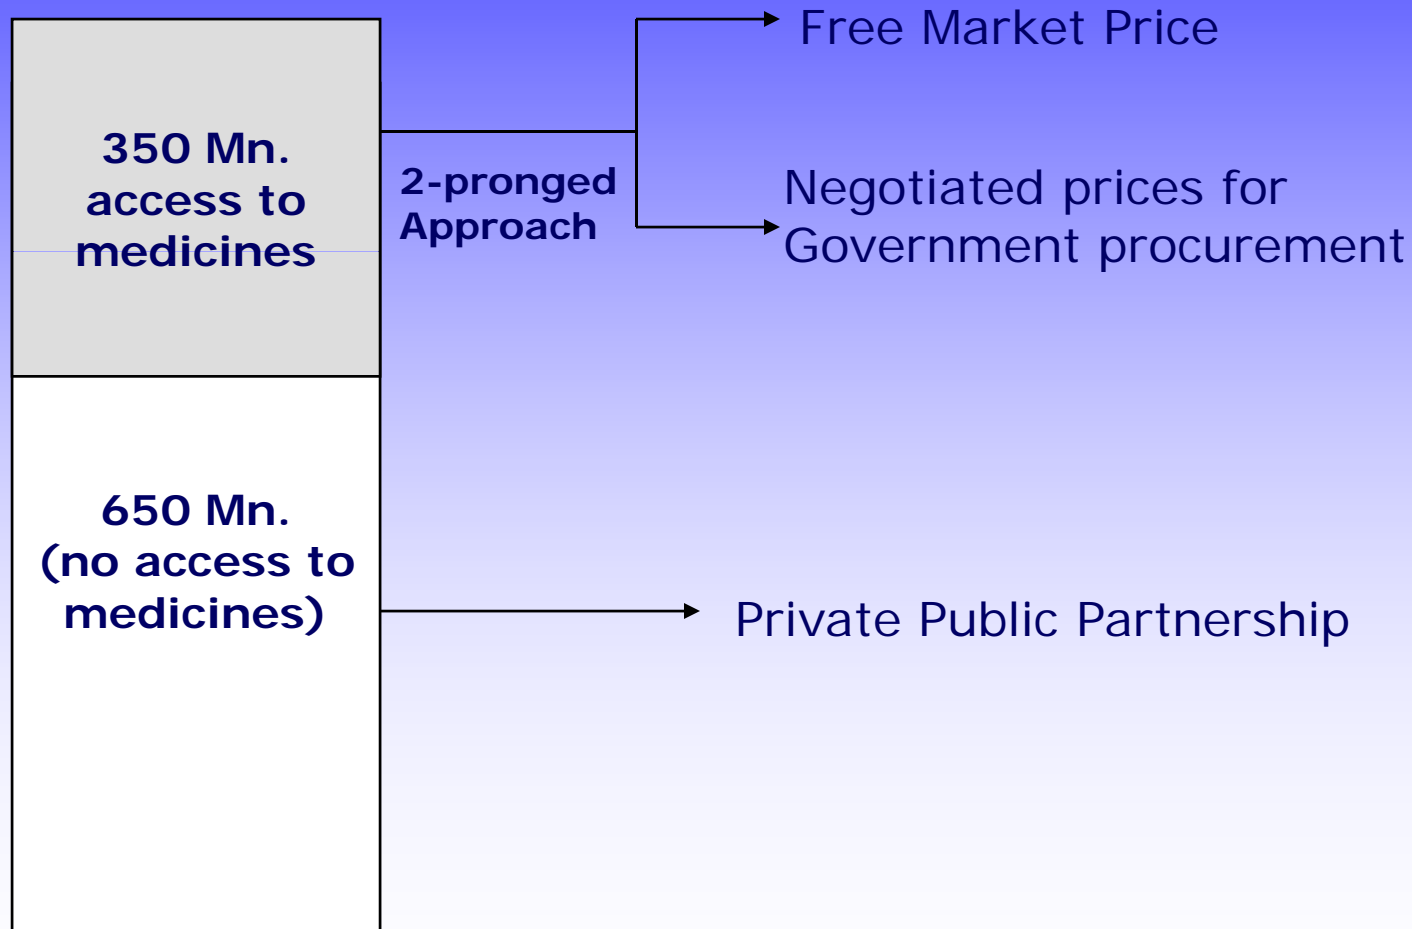 Free Market Price
350 Mn.
access to
medicines
2-pronged
Approach
Negotiated prices for
Government procurement
650 Mn.
(no access to
medicines)
Private Public Partnership